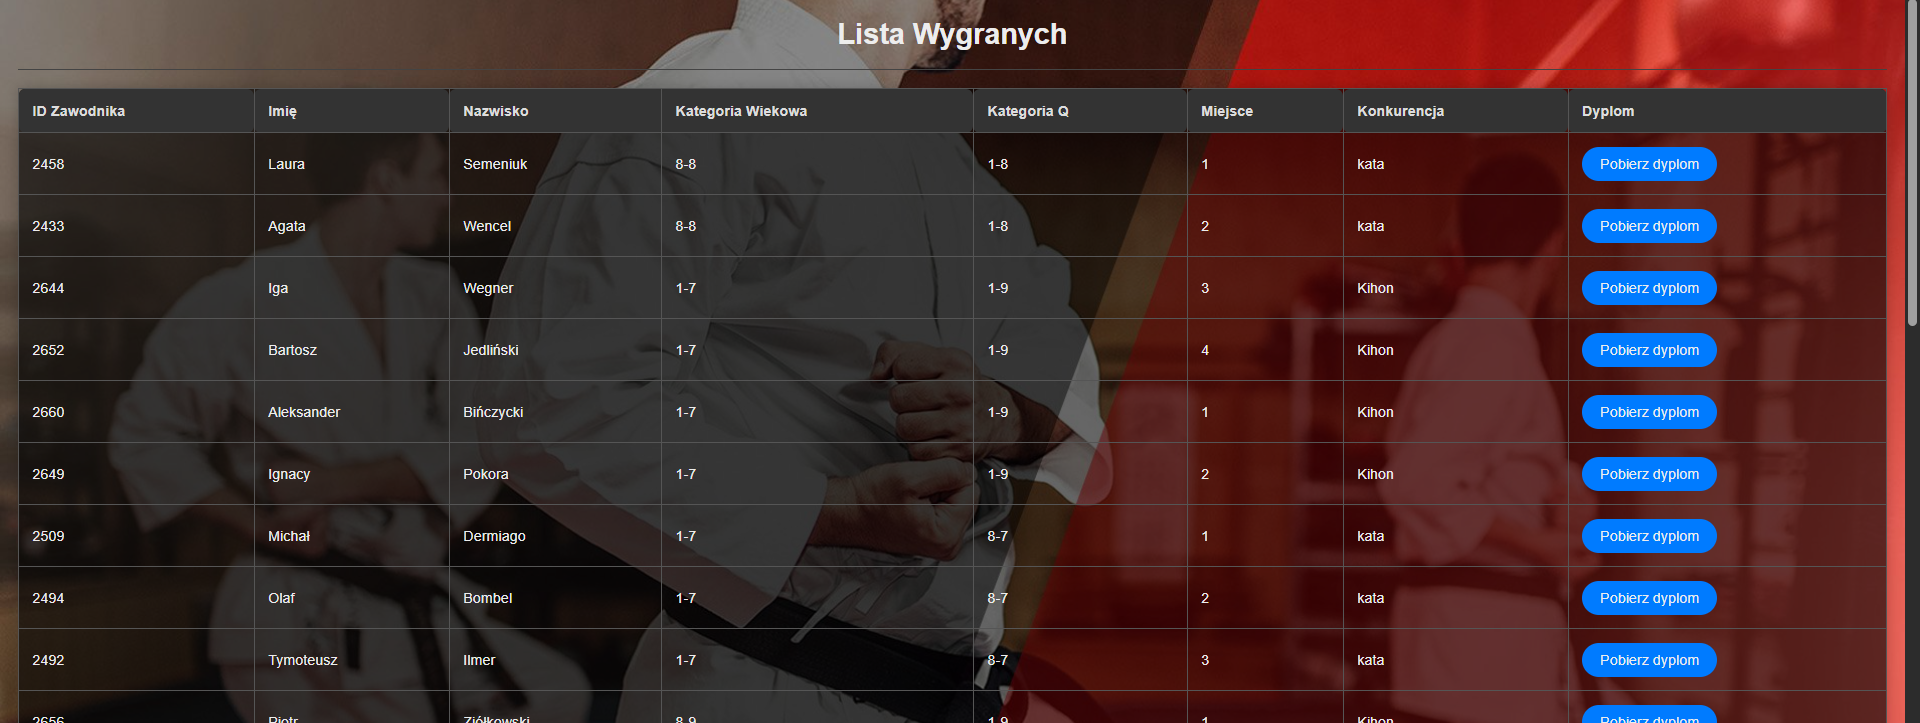 Lista Wygranych
ID Zawodnika Imię Nazwisko Kategoria Wiekowa Kategoria Q Miejsce Konkurencja Dyplom
2458 Laura Semeniuk 8-8 1-8 1 kata Pobierz dyplom
2433 Agata Wencel 8-8 1-8 2 kata Pobierz dyplom
2644 Iga Wegner 1-7 1-9 3 Kihon Pobierz dyplom
2652 Bartosz Jedliński 1-7 1-9 4 Kihon Pobierz dyplom
2660 Aleksander Bińczycki 1-7 1-9 1 Kihon Pobierz dyplom
2649 Ignacy Pokora 1-7 1-9 2 Kihon Pobierz dyplom
2509 Michał Dermiago 1-7 8-7 1 kata Pobierz dyplom
2494 Olaf Bombel 1-7 8-7 2 kata Pobierz dyplom
2492 Tymoteusz Ilmer 1-7 8-7 3 kata Pobierz dyplom
2656 Piotr Ziółkowski 8-9 1-9 1 Kihon Pobierz dyplom